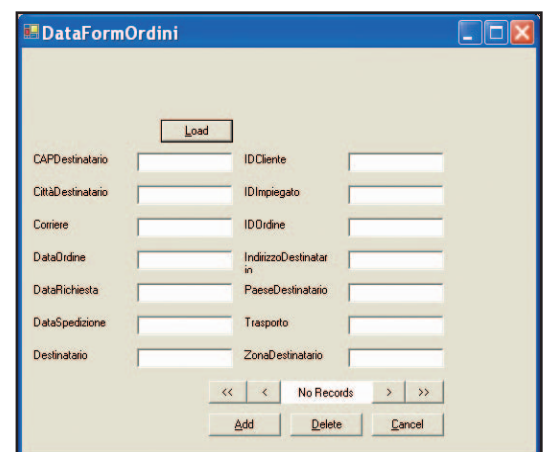 DataFormOrdini
Load
CAPDestinatario IDCliente
CittàDestinatario IDImpiegato
Corriere IDOrdine
DataOrdine IndirizzoDestinatar
io
DataRichiesta PaeseDestinatario
DataSpedizione Trasporto
Destinatario ZonaDestinatario
<< < No Records > >>
Add Delete Cancel